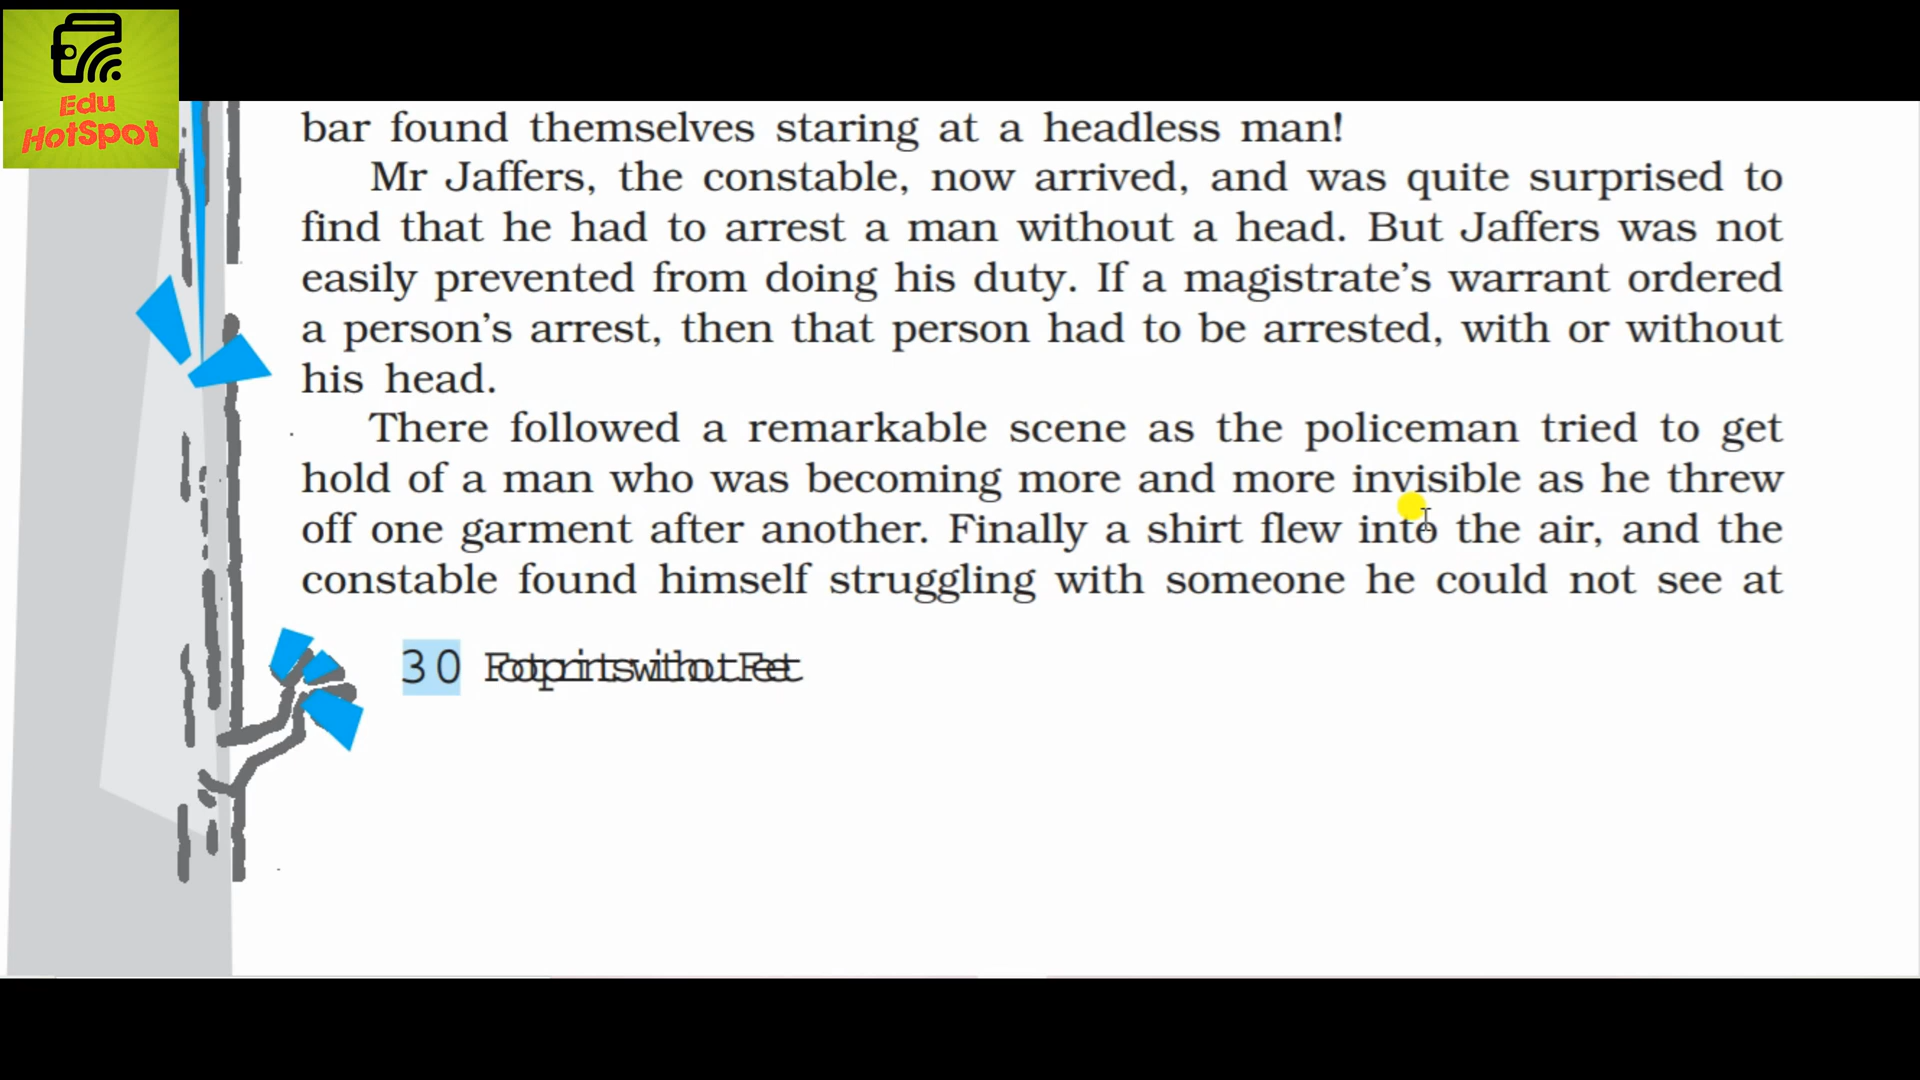 Edu
HotSpot
bar found themselves staring at a headless man!
Mr Jaffers, the constable, now arrived, and was quite surprised to
find that he had to arrest a man without a head. But Jaffers was not
easily prevented from doing his duty. If a magistrate's warrant ordered
a person's arrest, then that person had to be arrested, with or without
his head.
There followed a remarkable scene as the policeman tried to get
hold of a man who was becoming more and more invisible as he threw
off one garment after another. Finally a shirt flew into the air, and the
constable found himself struggling with someone he could not see at
30 Footprints without Feet